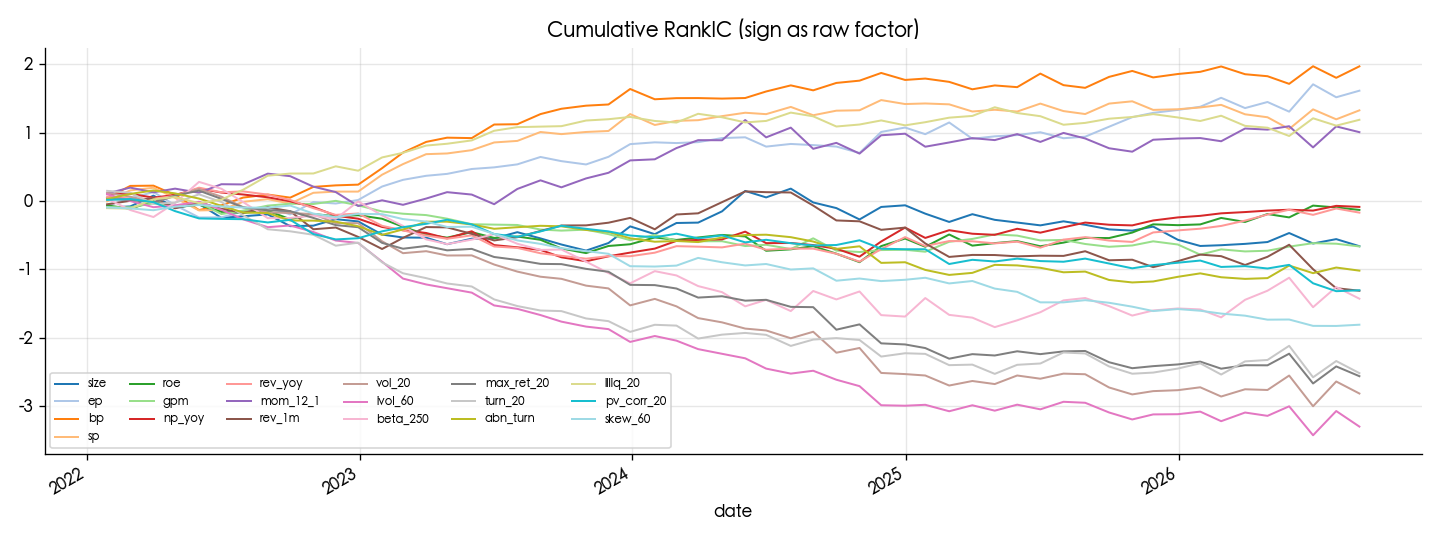 Cumulative RankIC (sign as raw factor)
2
1
0
-1
-2
-3
size roe rev_yoy vol_20 max_ret_20 illiq_20
ep gpm mom_12_1 ivol_60 turn_20 pv_corr_20
bp np_yoy rev_1m beta_250 abn_turn skew_60
sp
2022 2023 2024 2025 2026
date